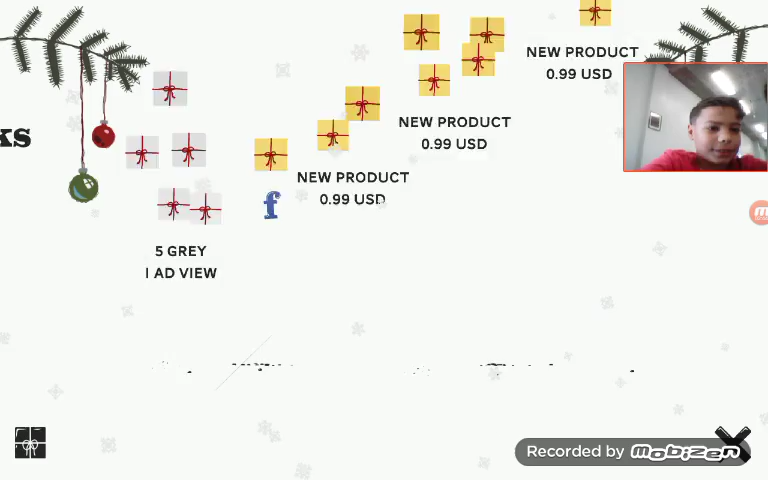 NEW PRODUCT
0.99 USD
ks
NEW PRODUCT
0.99 USD
NEW PRODUCT
0.99 USD
f
5 GREY
1 AD VIEW
Recorded by mobizen